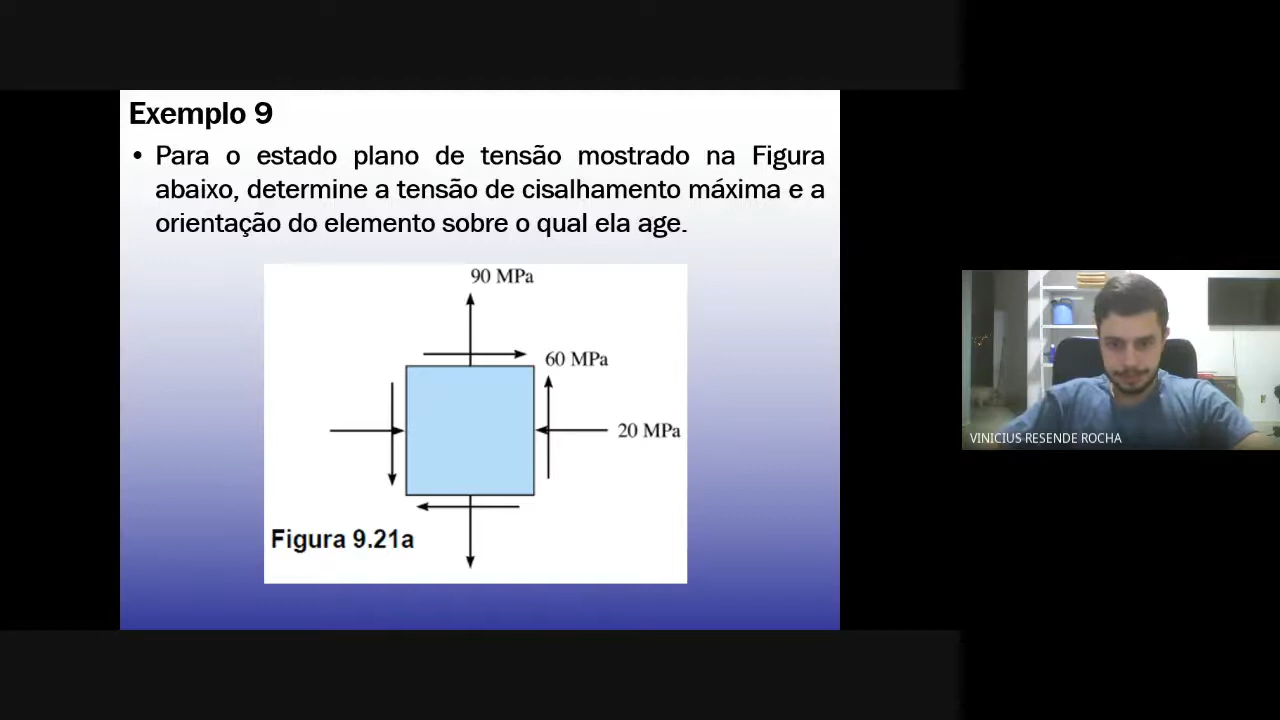 Exemplo 9
• Para o estado plano de tensão mostrado na Figura
abaixo, determine a tensão de cisalhamento máxima e a
orientação do elemento sobre o qual ela age.
90 MPa
60 MPa
20 MPa
Figura 9.21a
VINICIUS RESENDE ROCHA